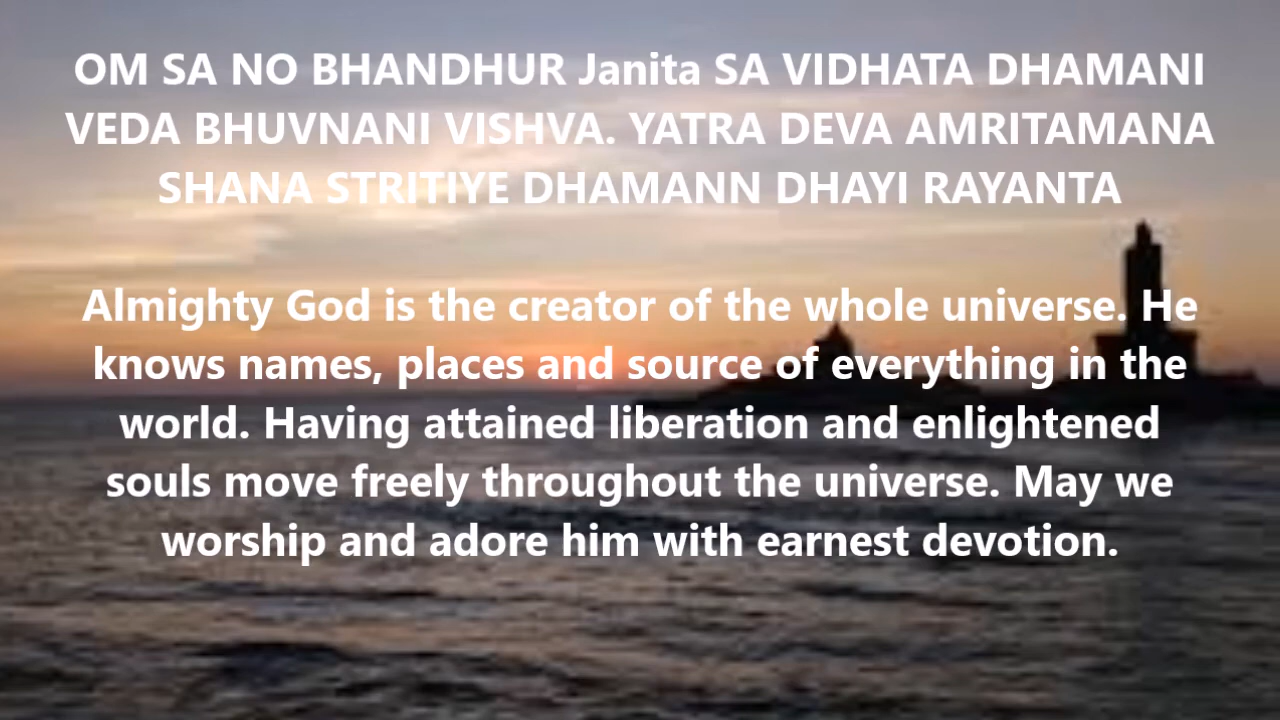 OM SA NO BHANDHUR Janita SA VIDHATA DHAMANI
VEDA BHUVNANI VISHVA. YATRA DEVA AMRITAMANA
SHANA STRITIYE DHAMANN DHAYI RAYANTA
Almighty God is the creator of the whole universe. He
knows names, places and source of everything in the
world. Having attained liberation and enlightened
souls move freely throughout the universe. May we
worship and adore him with earnest devotion.